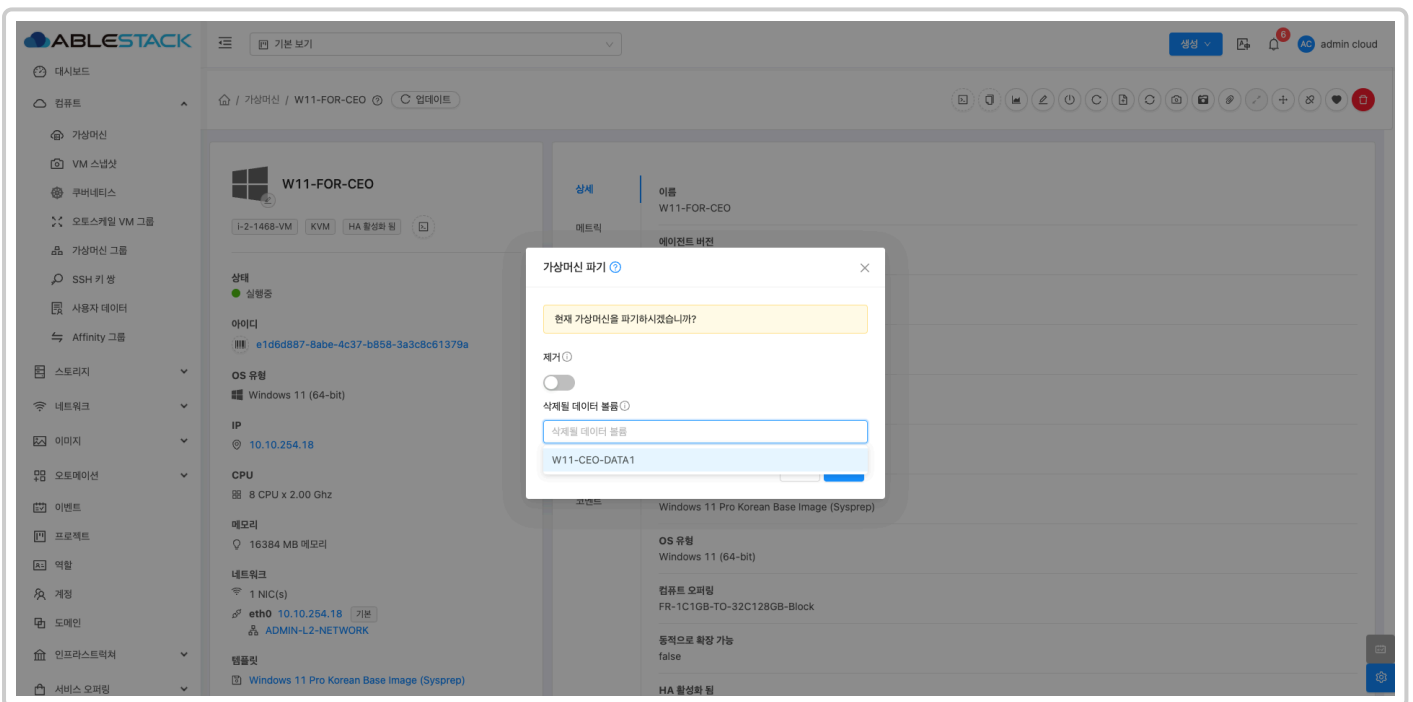 ABLESTACK
기본 보기
생성
6
AC
admin cloud
대시보드
컴퓨트
가상머신
VM 스냅샷
쿠버네티스
오토스케일 VM 그룹
가상머신 그룹
SSH 키 쌍
사용자 데이터
Affinity 그룹
스토리지
네트워크
이미지
오토메이션
이벤트
프로젝트
역할
계정
도메인
인프라스트럭쳐
서비스 오퍼링
/ 가상머신 / W11-FOR-CEO
업데이트
W11-FOR-CEO
i-2-1468-VM
KVM
HA 활성화 됨
상태
실행중
아이디
e1d6d887-8abe-4c37-b858-3a3c8c61379a
OS 유형
Windows 11 (64-bit)
IP
10.10.254.18
CPU
8 CPU x 2.00 Ghz
메모리
16384 MB 메모리
네트워크
1 NIC(s)
eth0 10.10.254.18 기본
ADMIN-L2-NETWORK
템플릿
Windows 11 Pro Korean Base Image (Sysprep)
상세
메트릭
코멘트
이름
W11-FOR-CEO
에이전트 버전
가상머신 파기
현재 가상머신을 파기하시겠습니까?
제거
삭제될 데이터 볼륨
삭제될 데이터 볼륨
W11-CEO-DATA1
Windows 11 Pro Korean Base Image (Sysprep)
OS 유형
Windows 11 (64-bit)
컴퓨트 오퍼링
FR-1C1GB-TO-32C128GB-Block
동적으로 확장 가능
false
HA 활성화 됨